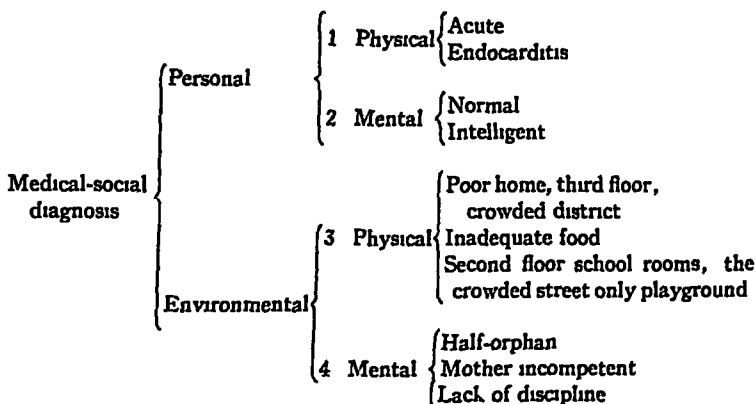 1 Physical Acute
Endocarditis
Personal
2 Mental Normal
Intelligent
Medical-social
diagnosis
Poor home, third floor,
crowded district
3 Physical Inadequate food
Second floor school rooms, the
crowded street only playground
Environmental
Half-orphan
4 Mental Mother incompetent
Lack of discipline